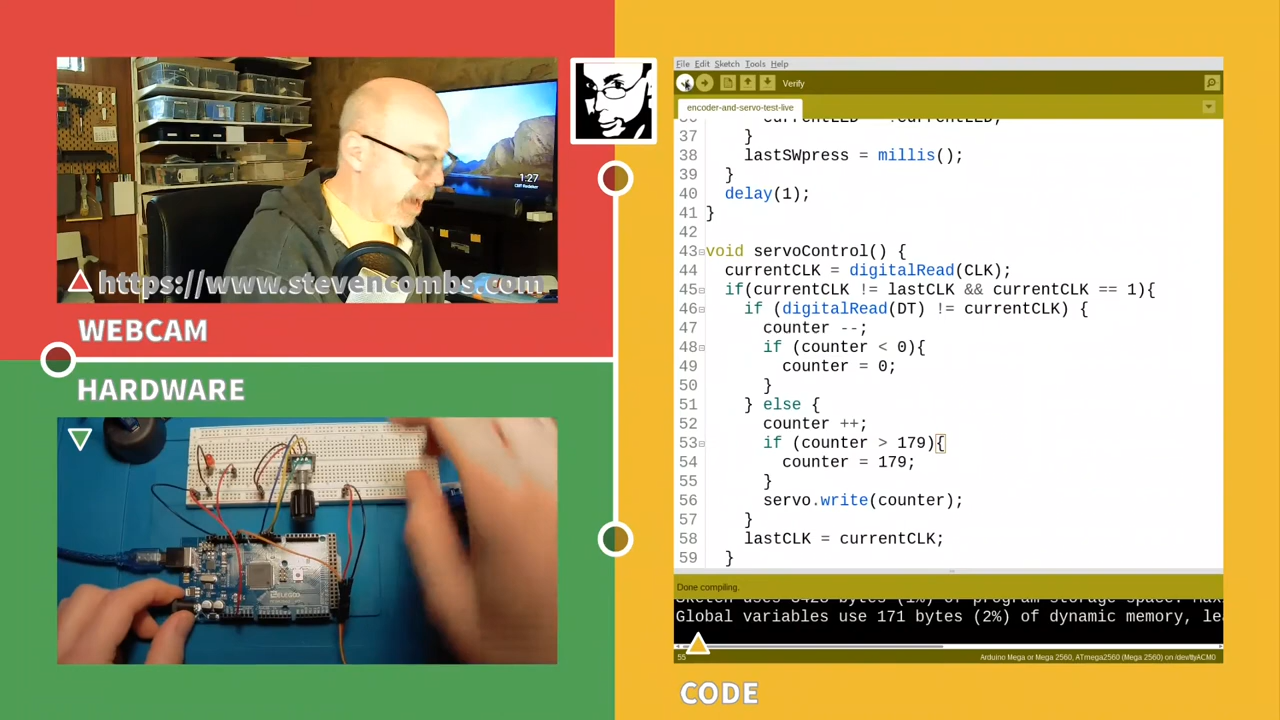 https://www.stevencombs.com
1:27
WEBCAM
HARDWARE
File Edit Sketch Tools Help
Verify
encoder-and-servo-test-live
37 }
38 lastSWpress = millis();
39 }
40 delay(1);
41 }
42
43 void servoControl() {
44 currentCLK = digitalRead(CLK);
45 if(currentCLK != lastCLK && currentCLK == 1){
46 if (digitalRead(DT) != currentCLK) {
47 counter --;
48 if (counter < 0){
49 counter = 0;
50 }
51 } else {
52 counter ++;
53 if (counter > 179){
54 counter = 179;
55 }
56 servo.write(counter);
57 }
58 lastCLK = currentCLK;
59 }
Done compiling.
Global variables use 171 bytes (2%) of dynamic memory, le
55
Arduino Mega or Mega 2560, ATmega2560 (Mega 2560) on /dev/ttyACM0
CODE